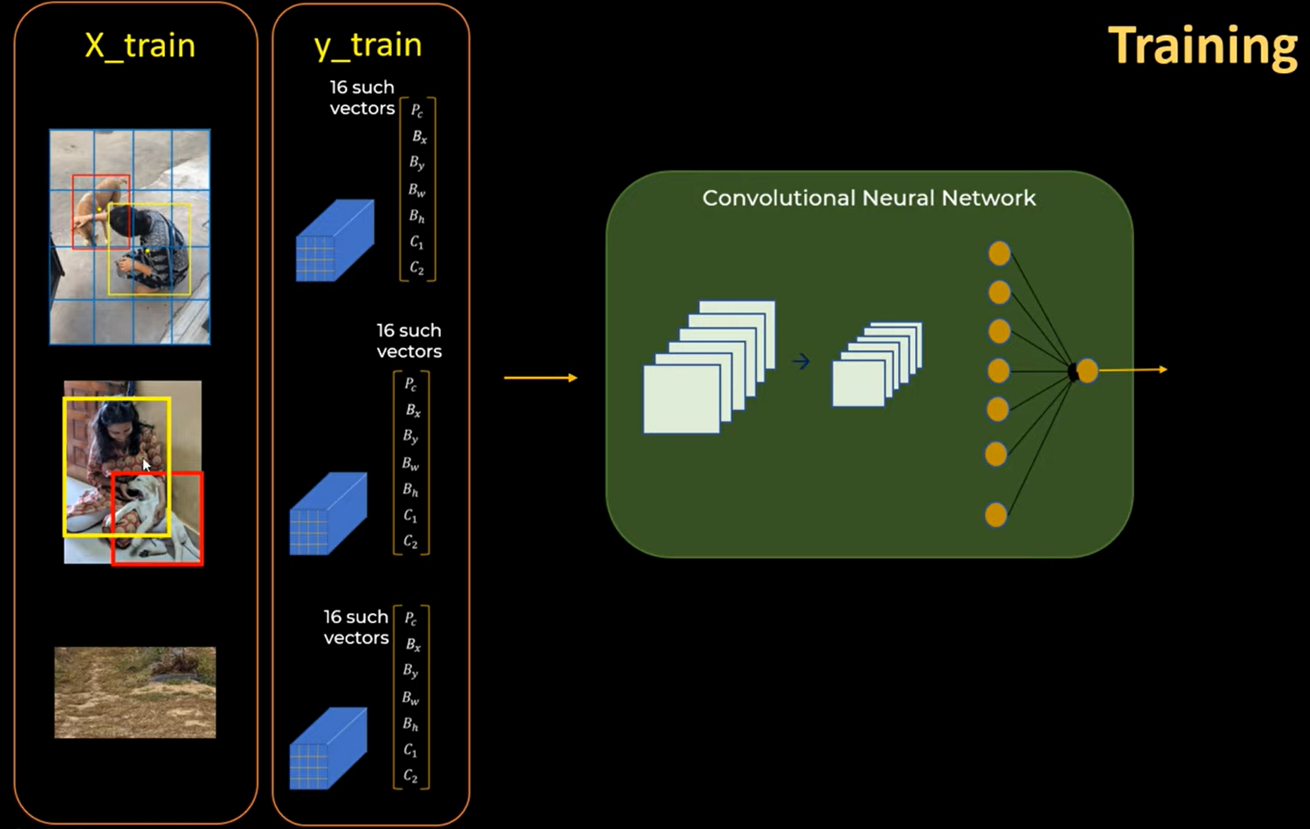 X_train
y_train
Training
16 such
vectors
P_c
B_x
B_y
B_w
B_h
C_1
C_2
16 such
vectors
P_c
B_x
B_y
B_w
B_h
C_1
C_2
16 such
vectors
P_c
B_x
B_y
B_w
B_h
C_1
C_2
Convolutional Neural Network